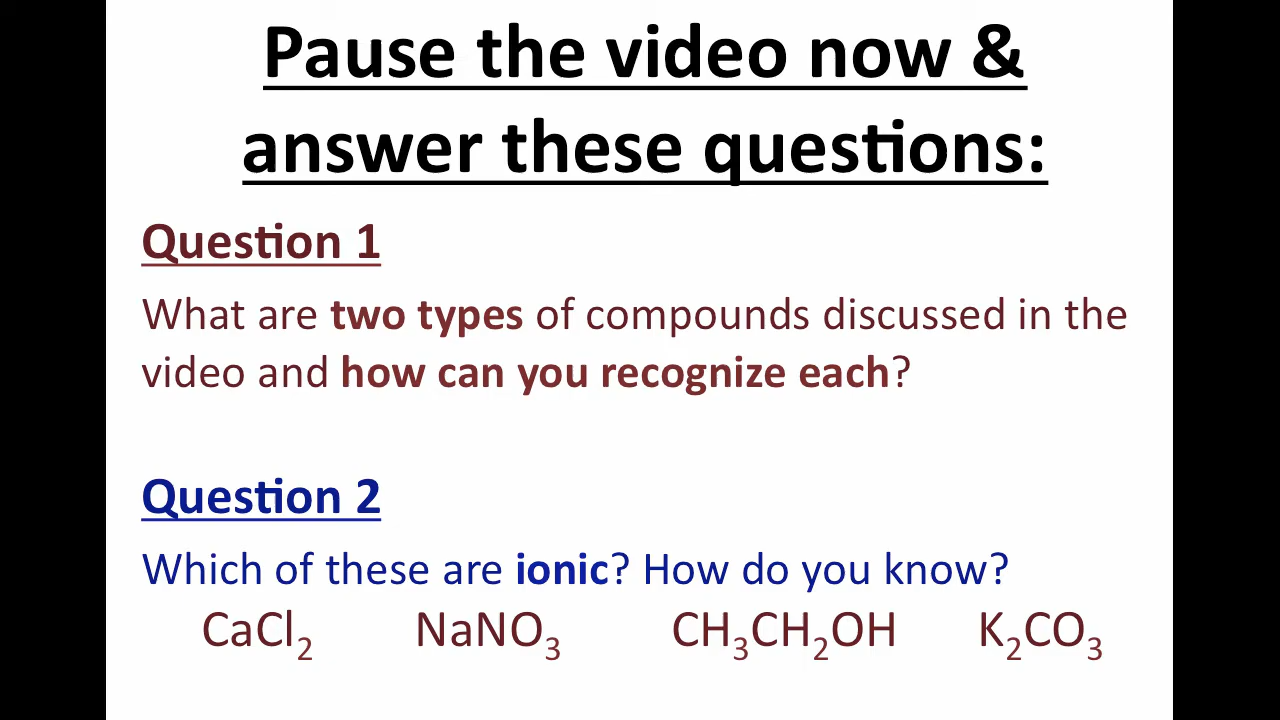 Pause the video now &
answer these questions:
Question 1
What are two types of compounds discussed in the
video and how can you recognize each?
Question 2
Which of these are ionic? How do you know?
CaCl₂ NaNO₃ CH₃CH₂OH K₂CO₃